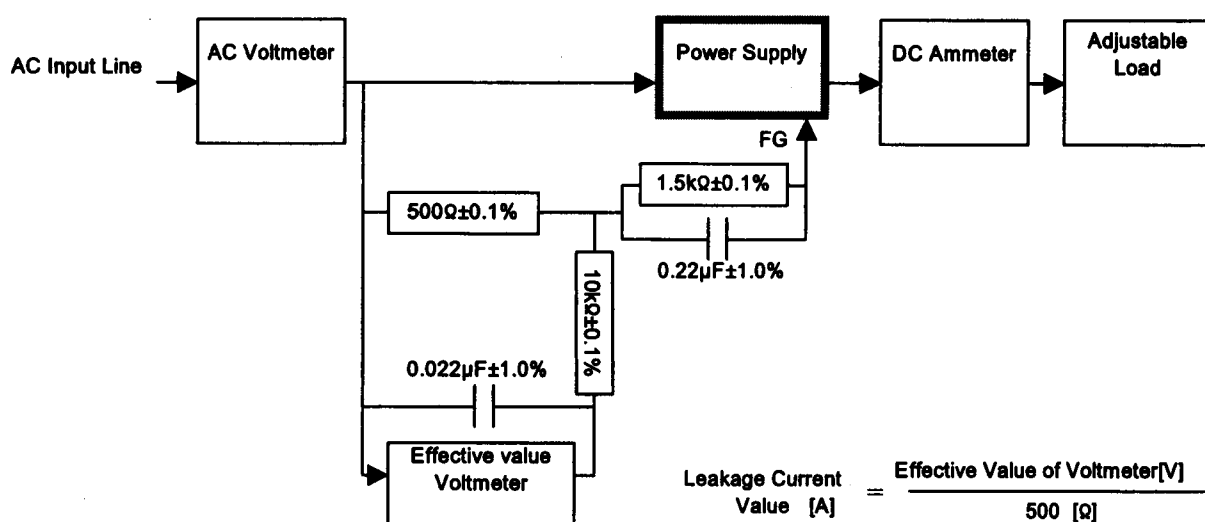 AC Input Line
AC Voltmeter
Power Supply
DC Ammeter
Adjustable
Load
FG
1.5kΩ±0.1%
500Ω±0.1%
0.22µF±1.0%
10kΩ±0.1%
0.022µF±1.0%
Effective value
Voltmeter
Leakage Current
Value [A]
=
Effective Value of Voltmeter[V]
500 [Ω]